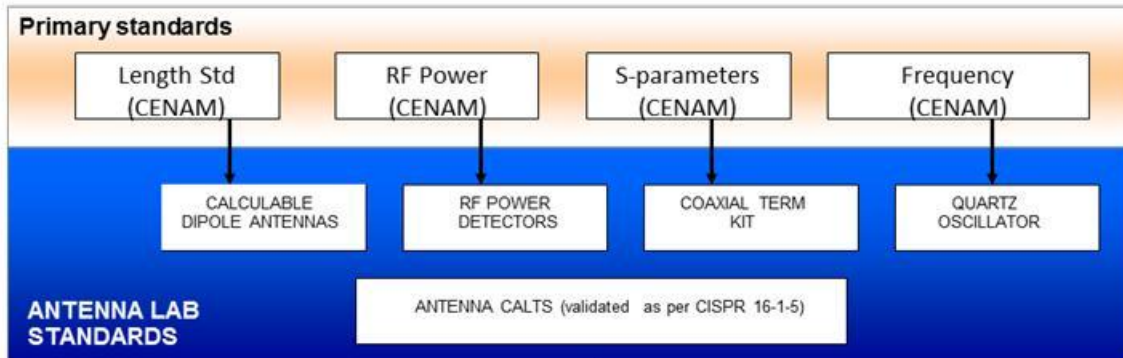 Primary standards
Length Std
(CENAM)
RF Power
(CENAM)
S-parameters
(CENAM)
Frequency
(CENAM)
CALCULABLE
DIPOLE ANTENNAS
RF POWER
DETECTORS
COAXIAL TERM
KIT
QUARTZ
OSCILLATOR
ANTENNA CALTS (validated as per CISPR 16-1-5)
ANTENNA LAB
STANDARDS